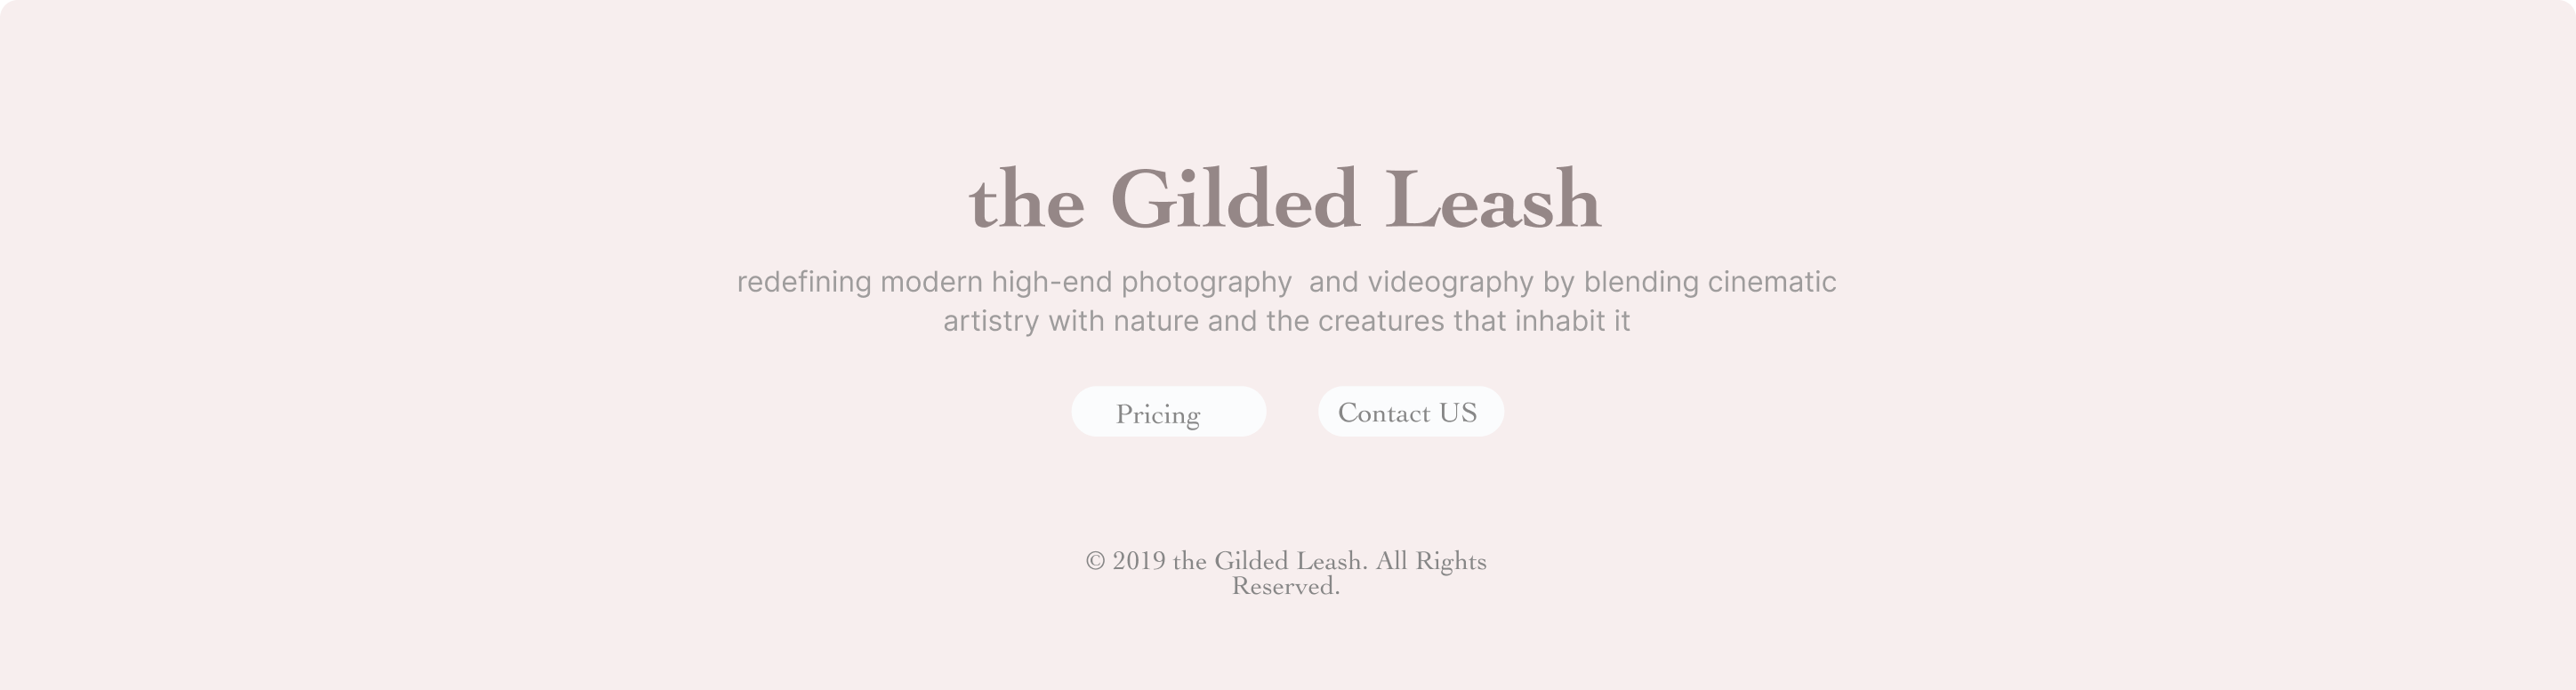 the Gilded Leash
redefining modern high-end photography  and videography by blending cinematic
artistry with nature and the creatures that inhabit it
Pricing
Contact US
© 2019 the Gilded Leash. All Rights
Reserved.